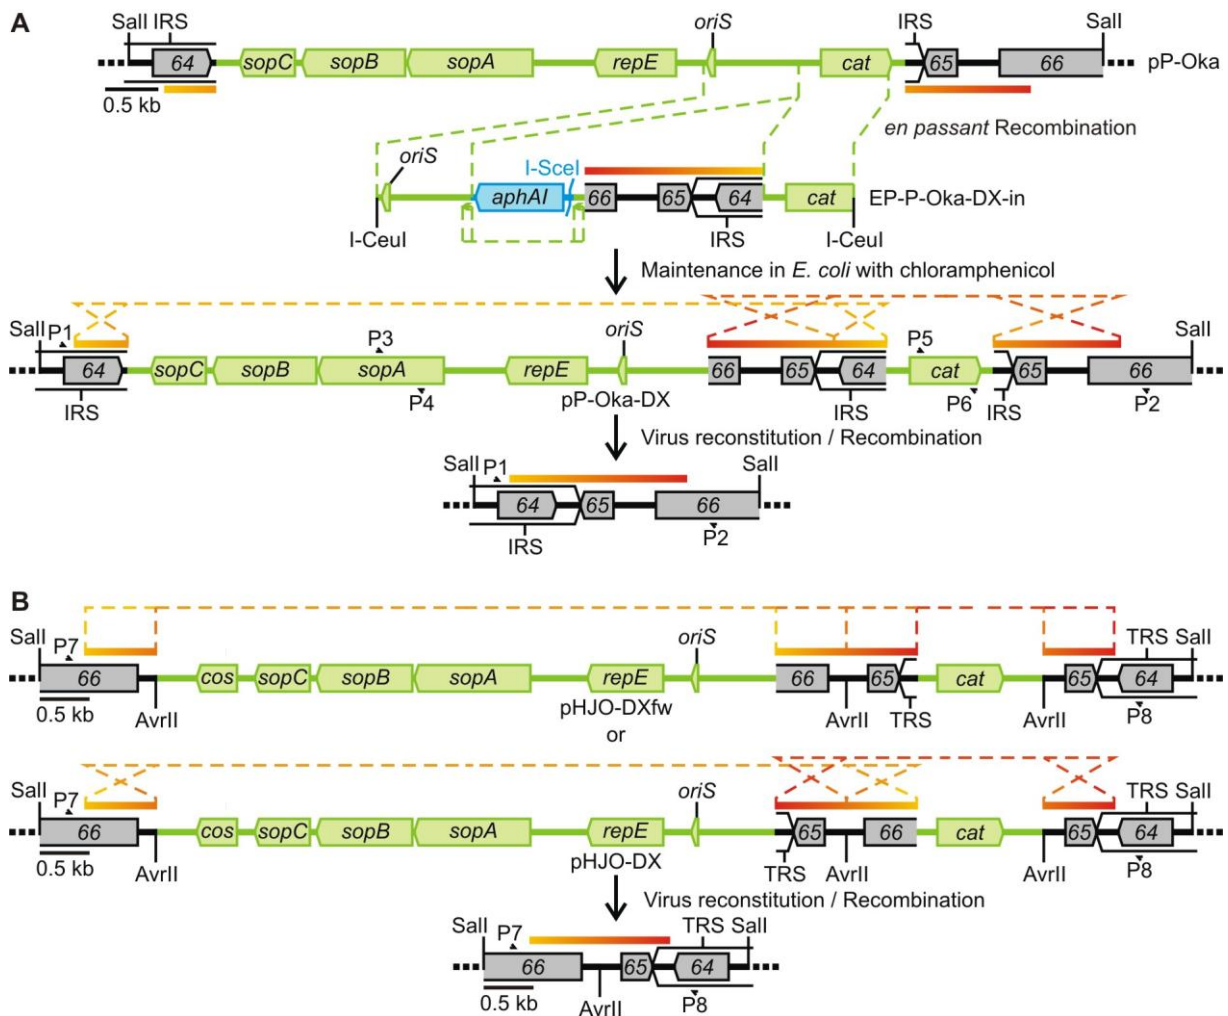 A
SalI IRS oriS IRS SalI
64 sopC sopB sopA repE cat 65 66 pP-Oka
0.5 kb
en passant Recombination
oriS I-SceI
aphAI 66 65 64 cat EP-P-Oka-DX-in
I-CeuI IRS I-CeuI
Maintenance in E. coli with chloramphenicol
SalI P1 P3 oriS P5 SalI
64 sopC sopB sopA repE 66 65 64 cat 65 66
IRS P4 pP-Oka-DX IRS P6 IRS P2
Virus reconstitution / Recombination
SalI P1 SalI
64 65 66
IRS P2
B
SalI P7 oriS TRS SalI
66 cos sopC sopB sopA repE 66 65 cat 65 64
0.5 kb AvrII pHJO-DXfw AvrII TRS AvrII P8
or
SalI P7 oriS TRS SalI
66 cos sopC sopB sopA repE 65 66 cat 65 64
0.5 kb AvrII pHJO-DX TRS AvrII AvrII P8
Virus reconstitution / Recombination
SalI P7 TRS SalI
66 65 64
0.5 kb AvrII P8